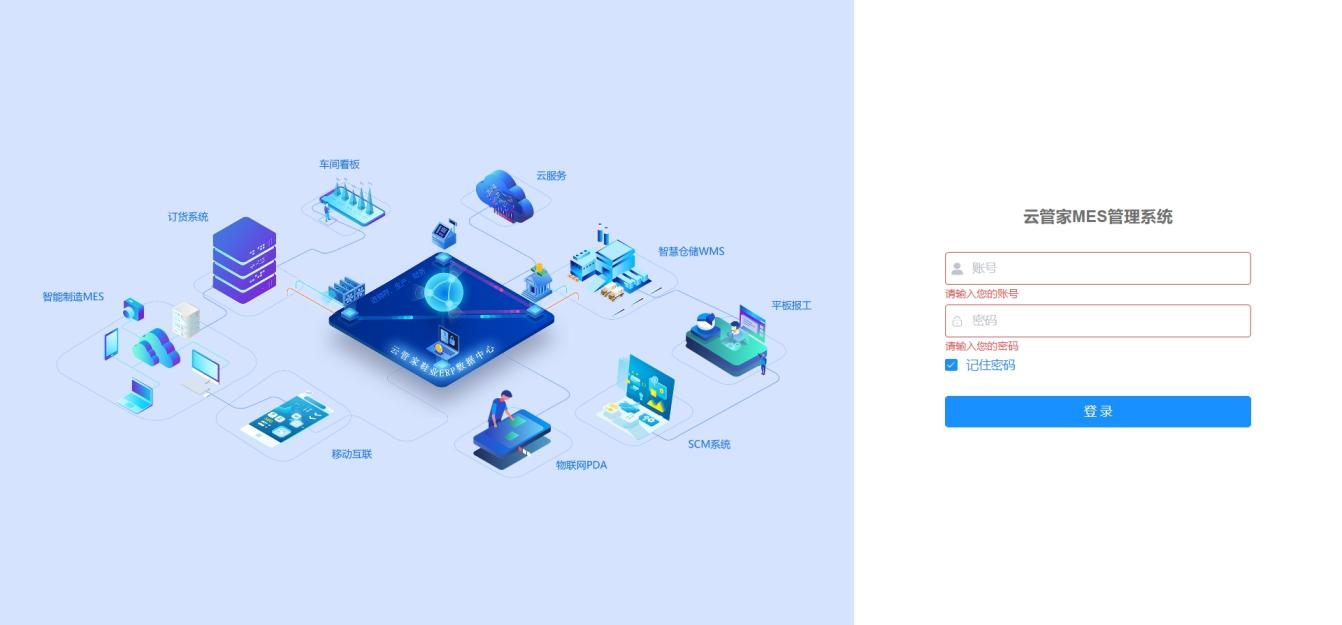 车间看板
云服务
订货系统
智慧仓储WMS
智能制造MES
平板报工
云管家鞋业ERP数据中心
SCM系统
移动互联
物联网PDA
云管家MES管理系统
账号
请输入您的账号
密码
请输入您的密码
记住密码
登录